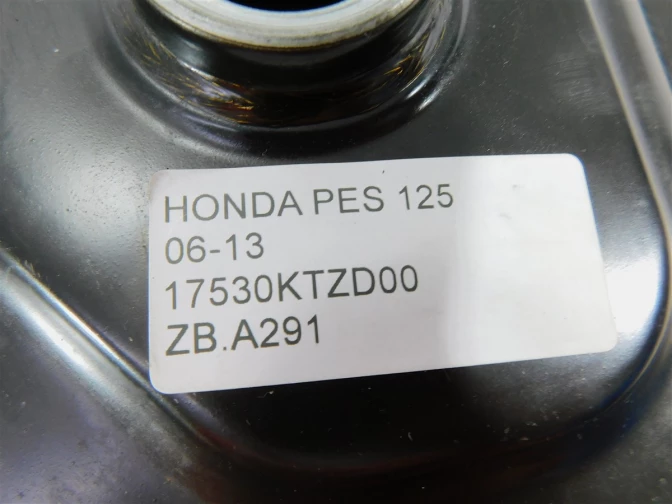 HONDA PES 125
06-13
17530KTZD00
ZB.A291